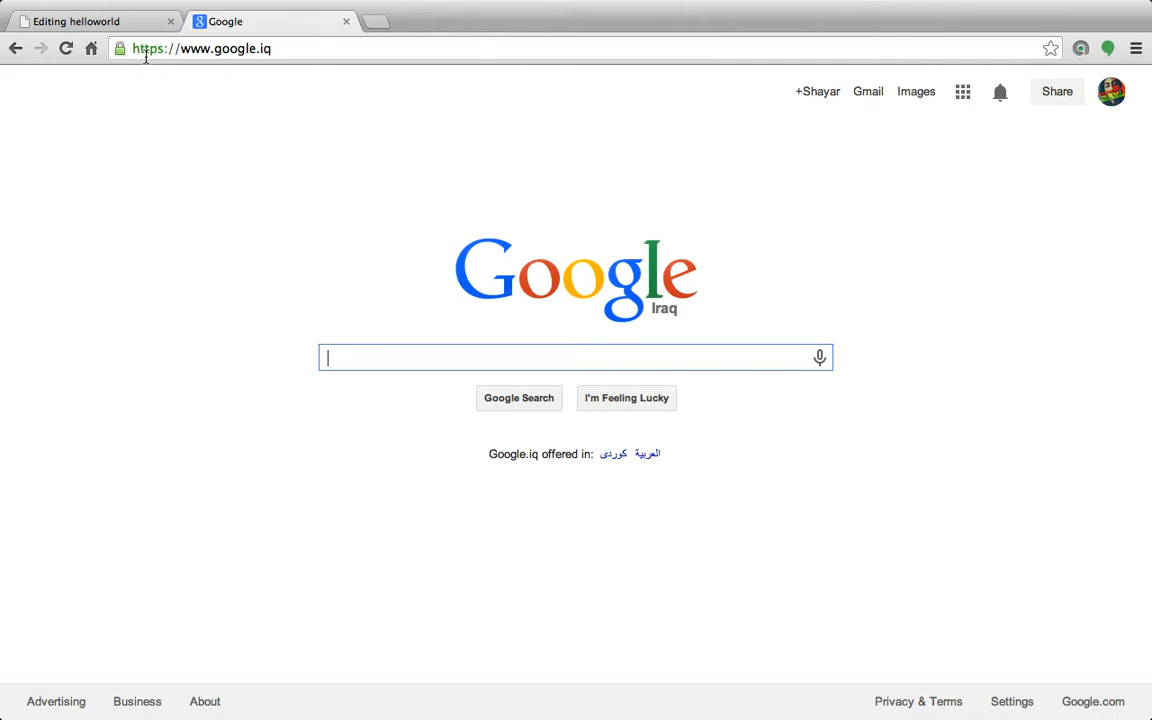 Editing helloworld
Google
https://www.google.iq
+Shayar Gmail Images Share
Google
Iraq
Google Search I'm Feeling Lucky
Google.iq offered in: كوردی العربية
Advertising Business About Privacy & Terms Settings Google.com